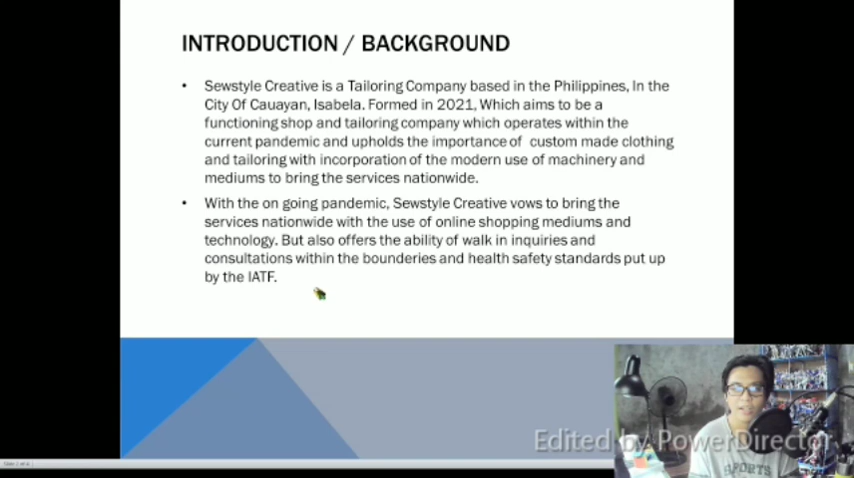 INTRODUCTION / BACKGROUND
• Sewstyle Creative is a Tailoring Company based in the Philippines, In the
City Of Cauayan, Isabela. Formed in 2021, Which aims to be a
functioning shop and tailoring company which operates within the
current pandemic and upholds the importance of custom made clothing
and tailoring with incorporation of the modern use of machinery and
mediums to bring the services nationwide.
• With the on going pandemic, Sewstyle Creative vows to bring the
services nationwide with the use of online shopping mediums and
technology. But also offers the ability of walk in inquiries and
consultations within the bounderies and health safety standards put up
by the IATF.
Edited by PowerDirector